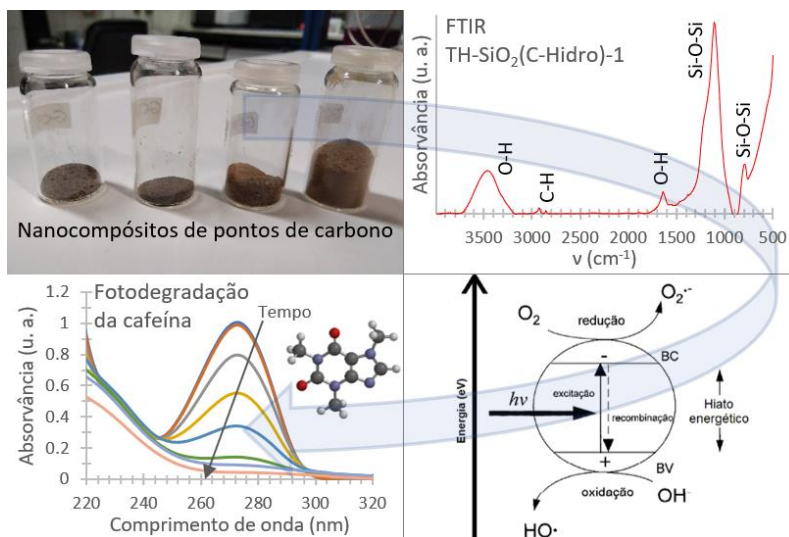 Nanocompósitos de pontos de carbono
FTIR
TH-SiO₂(C-Hidro)-1
Absorvância (u. a.)
O-H
C-H
O-H
Si-O-Si
Si-O-Si
3500
3000
2500
2000
1500
1000
500
ν (cm⁻¹)
Fotodegradação
da cafeína
Tempo
Absorvância (u. a.)
1.2
1
0.8
0.6
0.4
0.2
0
220
240
260
280
300
320
Comprimento de onda (nm)
Energia (eV)
O₂
redução
O₂•-
-
BC
hν
excitação
recombinação
Hiato
energético
+
BV
oxidação
OH⁻
HO•